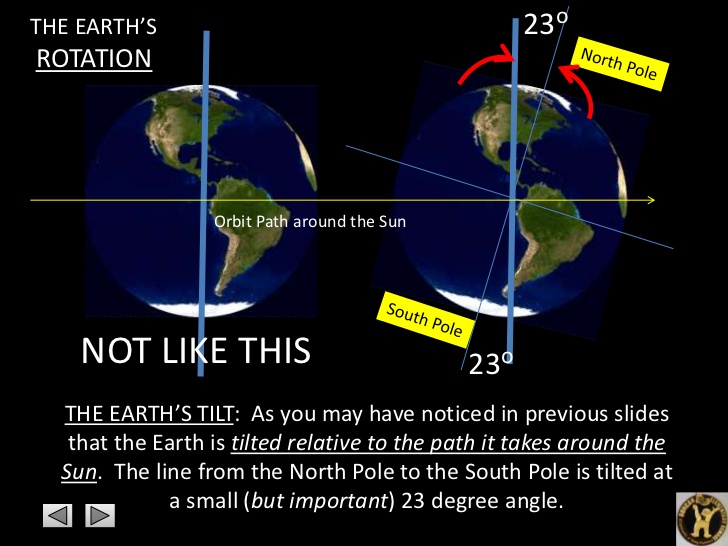 THE EARTH'S
ROTATION
23º
North Pole
Orbit Path around the Sun
South Pole
NOT LIKE THIS
23º
THE EARTH'S TILT:  As you may have noticed in previous slides
that the Earth is tilted relative to the path it takes around the
Sun.  The line from the North Pole to the South Pole is tilted at
a small (but important) 23 degree angle.